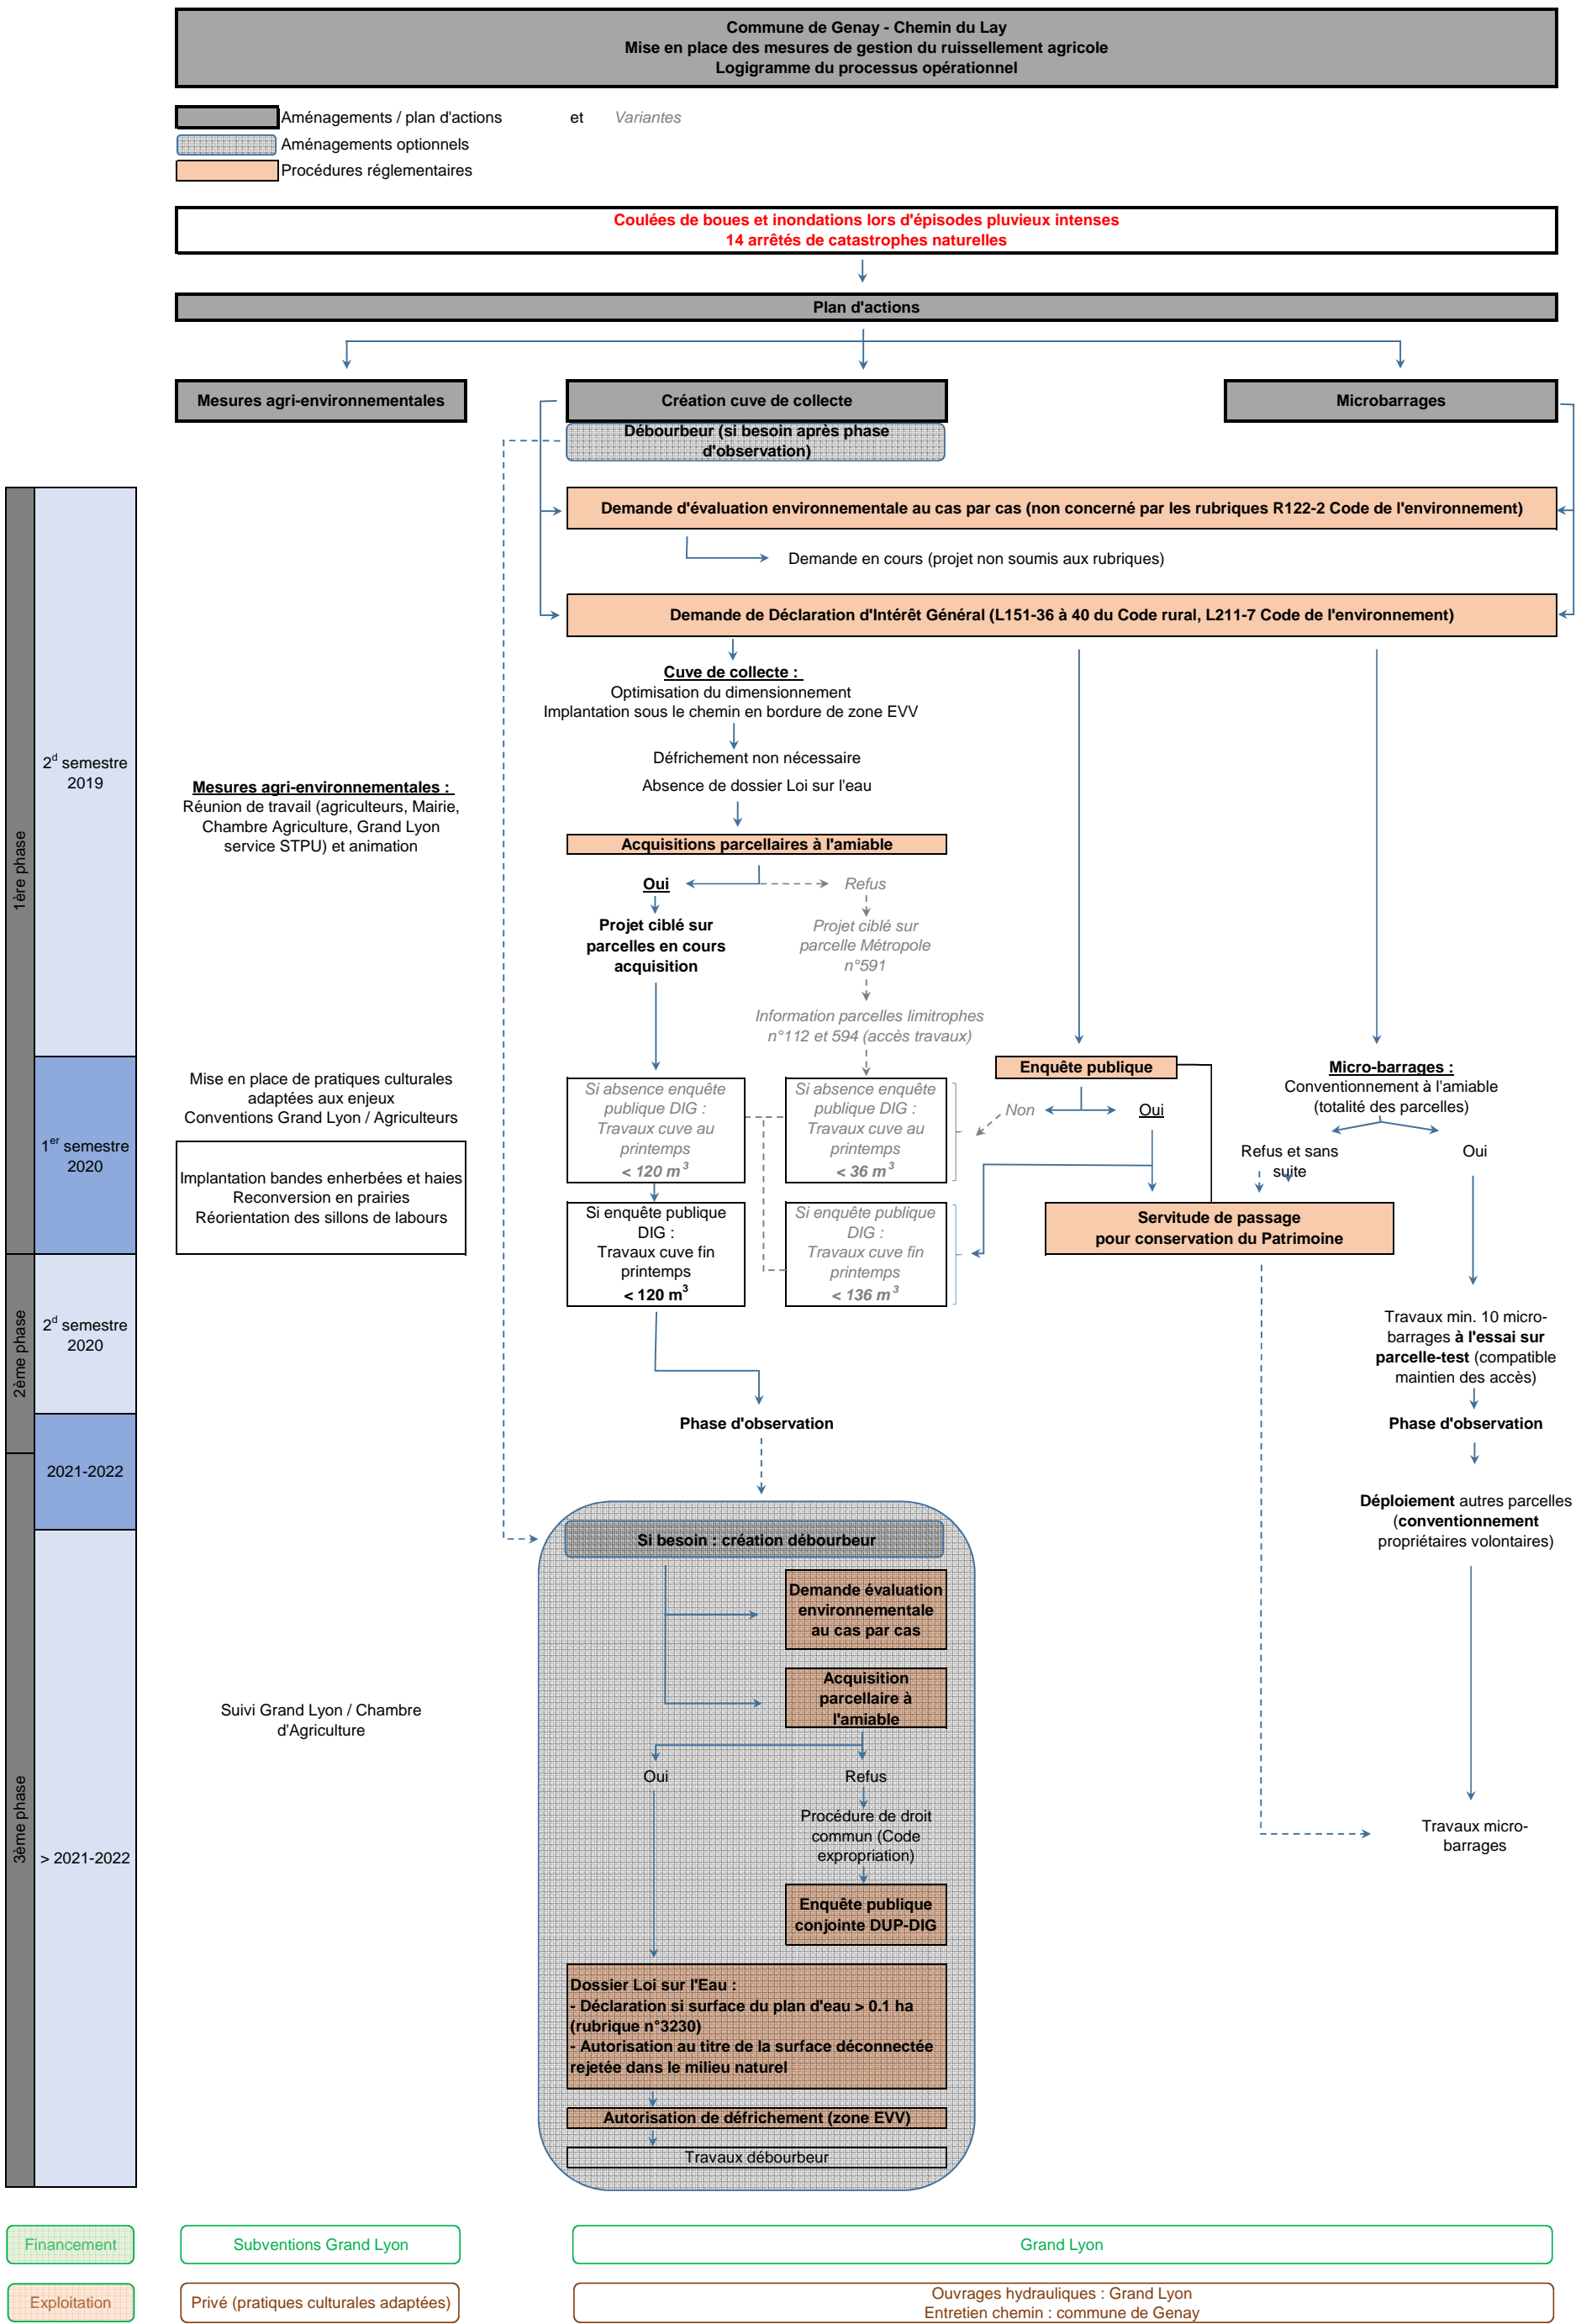 Commune de Genay - Chemin du Lay
Mise en place des mesures de gestion du ruissellement agricole
Logigramme du processus opérationnel
Aménagements / plan d'actions et Variantes
Aménagements optionnels
Procédures réglementaires
Coulées de boues et inondations lors d'épisodes pluvieux intenses
14 arrêtés de catastrophes naturelles
Plan d'actions
Mesures agri-environnementales
Création cuve de collecte
Microbarrages
Débourbeur (si besoin après phase
d'observation)
Demande d'évaluation environnementale au cas par cas (non concerné par les rubriques R122-2 Code de l'environnement)
Demande en cours (projet non soumis aux rubriques)
Demande de Déclaration d'Intérêt Général (L151-36 à 40 du Code rural, L211-7 Code de l'environnement)
1ère phase
2d semestre
2019
Mesures agri-environnementales :
Réunion de travail (agriculteurs, Mairie,
Chambre Agriculture, Grand Lyon
service STPU) et animation
Cuve de collecte :
Optimisation du dimensionnement
Implantation sous le chemin en bordure de zone EVV
Défrichement non nécessaire
Absence de dossier Loi sur l'eau
Acquisitions parcellaires à l'amiable
Oui
Refus
Projet ciblé sur
parcelles en cours
acquisition
Projet ciblé sur
parcelle Métropole
n°591
Information parcelles limitrophes
n°112 et 594 (accès travaux)
1er semestre
2020
Mise en place de pratiques culturales
adaptées aux enjeux
Conventions Grand Lyon / Agriculteurs
Implantation bandes enherbées et haies
Reconversion en prairies
Réorientation des sillons de labours
Si absence enquête
publique DIG :
Travaux cuve au
printemps
< 120 m³
Si absence enquête
publique DIG :
Travaux cuve au
printemps
< 36 m³
Enquête publique
Non
Oui
Micro-barrages :
Conventionnement à l'amiable
(totalité des parcelles)
Refus et sans
suite
Oui
Si enquête publique
DIG :
Travaux cuve fin
printemps
< 120 m³
Si enquête publique
DIG :
Travaux cuve fin
printemps
< 136 m³
Servitude de passage
pour conservation du Patrimoine
2ème phase
2d semestre
2020
Travaux min. 10 micro-
barrages à l'essai sur
parcelle-test (compatible
maintien des accès)
Phase d'observation
Phase d'observation
2021-2022
Déploiement autres parcelles
(conventionnement
propriétaires volontaires)
3ème phase
> 2021-2022
Si besoin : création débourbeur
Demande évaluation
environnementale
au cas par cas
Acquisition
parcellaire à
l'amiable
Suivi Grand Lyon / Chambre
d'Agriculture
Oui
Refus
Procédure de droit
commun (Code
expropriation)
Travaux micro-
barrages
Enquête publique
conjointe DUP-DIG
Dossier Loi sur l'Eau :
- Déclaration si surface du plan d'eau > 0.1 ha
(rubrique n°3230)
- Autorisation au titre de la surface déconnectée
rejetée dans le milieu naturel
Autorisation de défrichement (zone EVV)
Travaux débourbeur
Financement
Subventions Grand Lyon
Grand Lyon
Exploitation
Privé (pratiques culturales adaptées)
Ouvrages hydrauliques : Grand Lyon
Entretien chemin : commune de Genay